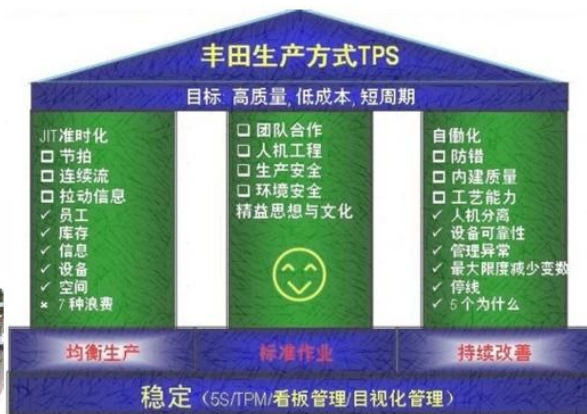 丰田生产方式TPS
目标: 高质量, 低成本, 短周期
JIT准时化
□ 节拍
□ 连续流
□ 拉动信息
✓ 员工
✓ 库存
✓ 信息
✓ 设备
✓ 空间
× 7种浪费
□ 团队合作
□ 人机工程
□ 生产安全
□ 环境安全
精益思想与文化
自働化
□ 防错
□ 内建质量
□ 工艺能力
✓ 人机分离
✓ 设备可靠性
✓ 管理异常
✓ 最大限度减少变数
✓ 停线
✓ 5个为什么
均衡生产
标准作业
持续改善
稳定（5S/TPM/看板管理/目视化管理）